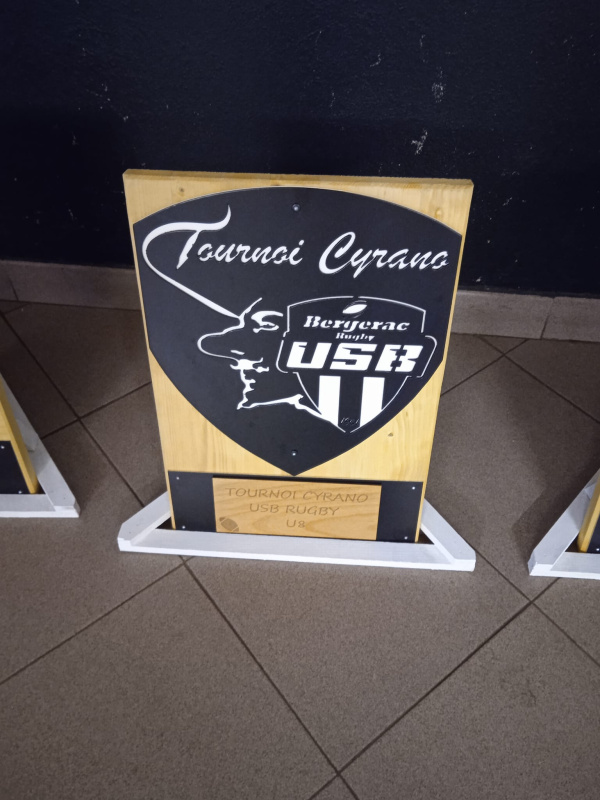 Tournoi Cyrano
Bergerac
Rugby
USB
TOURNOI CYRANO
USB RUGBY
U8